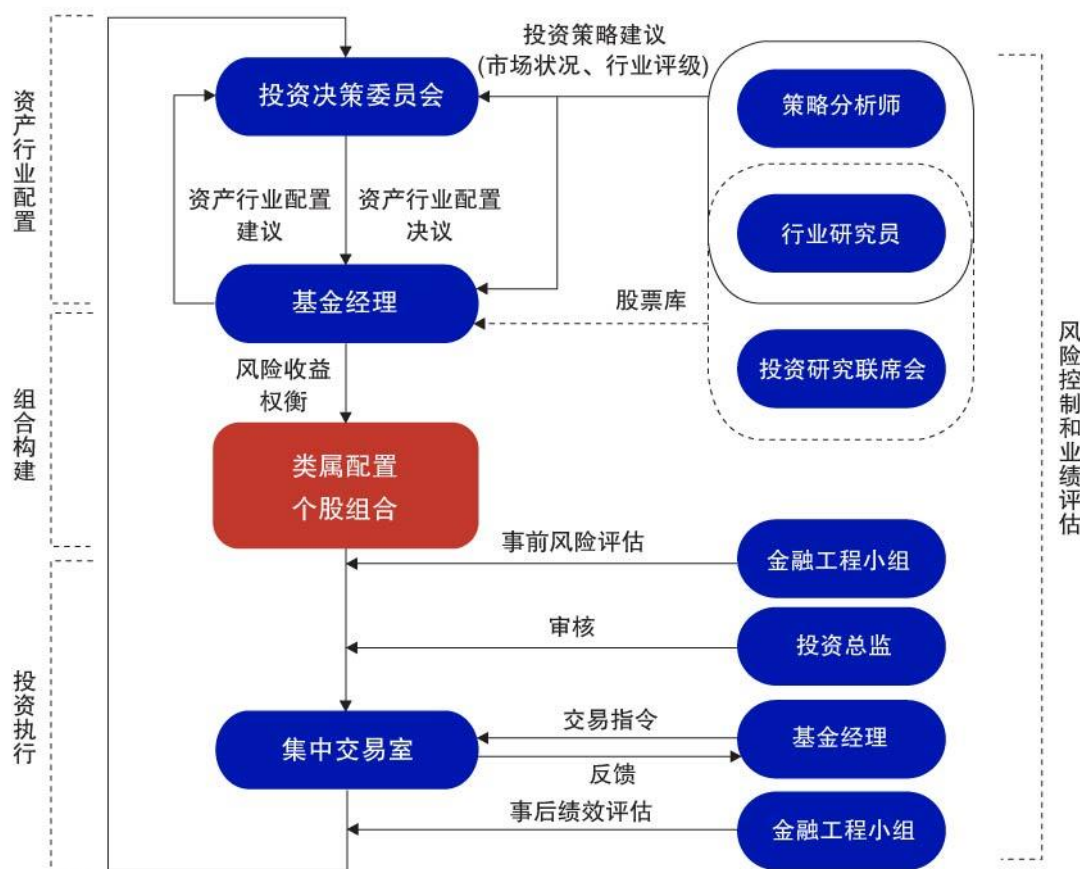 投资策略建议
(市场状况、行业评级)
投资决策委员会
策略分析师
资产行业配置
资产行业配置
建议
资产行业配置
决议
行业研究员
基金经理
股票库
风险收益
权衡
投资研究联席会
组合构建
类属配置
个股组合
风险控制和业绩评估
事前风险评估
金融工程小组
审核
投资总监
投资执行
集中交易室
交易指令
反馈
基金经理
事后绩效评估
金融工程小组